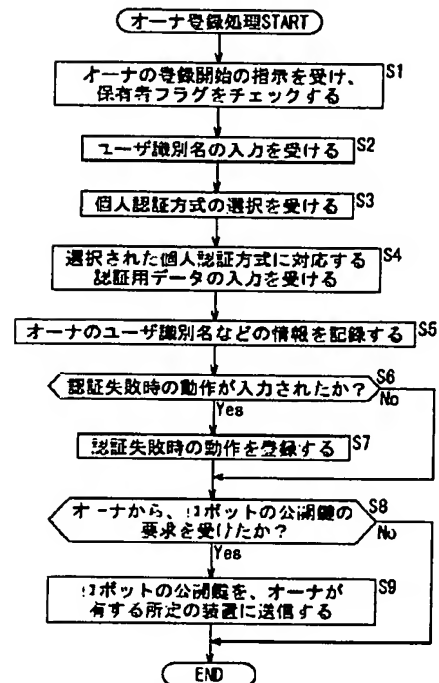 オーナ登録処理START
オーナの登録開始の指示を受け、 S1
保有者フラグをチェックする
ユーザ識別名の入力を受ける S2
個人認証方式の選択を受ける S3
選択された個人認証方式に対応する S4
認証用データの入力を受ける
オーナのユーザ識別名などの情報を記録する S5
認証失敗時の動作が入力されたか? S6
No
Yes
認証失敗時の動作を登録する S7
オーナから、ロボットの公開鍵の S8
要求を受けたか? No
Yes
ロボットの公開鍵を、オーナが S9
有する所定の装置に送信する
END